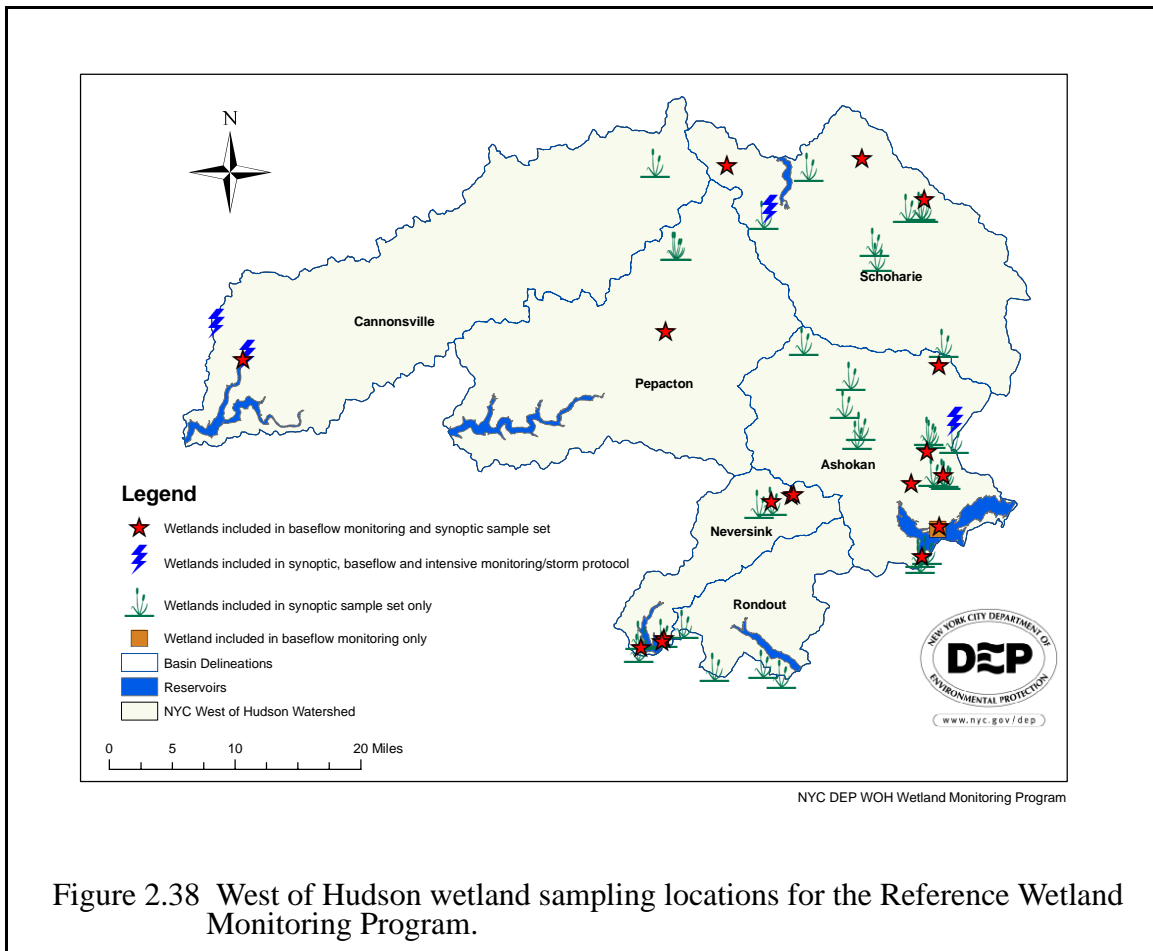 N
Cannonsville
Schoharie
Pepacton
Ashokan
Neversink
Rondout
Legend
Wetlands included in baseflow monitoring and synoptic sample set
Wetlands included in synoptic, baseflow and intensive monitoring/storm protocol
Wetlands included in synoptic sample set only
Wetland included in baseflow monitoring only
Basin Delineations
Reservoirs
NYC West of Hudson Watershed
0 5 10 20 Miles
NEW YORK CITY DEPARTMENT OF
DEP
ENVIRONMENTAL PROTECTION
www.nyc.gov/dep
NYC DEP WOH Wetland Monitoring Program
Figure 2.38 West of Hudson wetland sampling locations for the Reference Wetland
Monitoring Program.